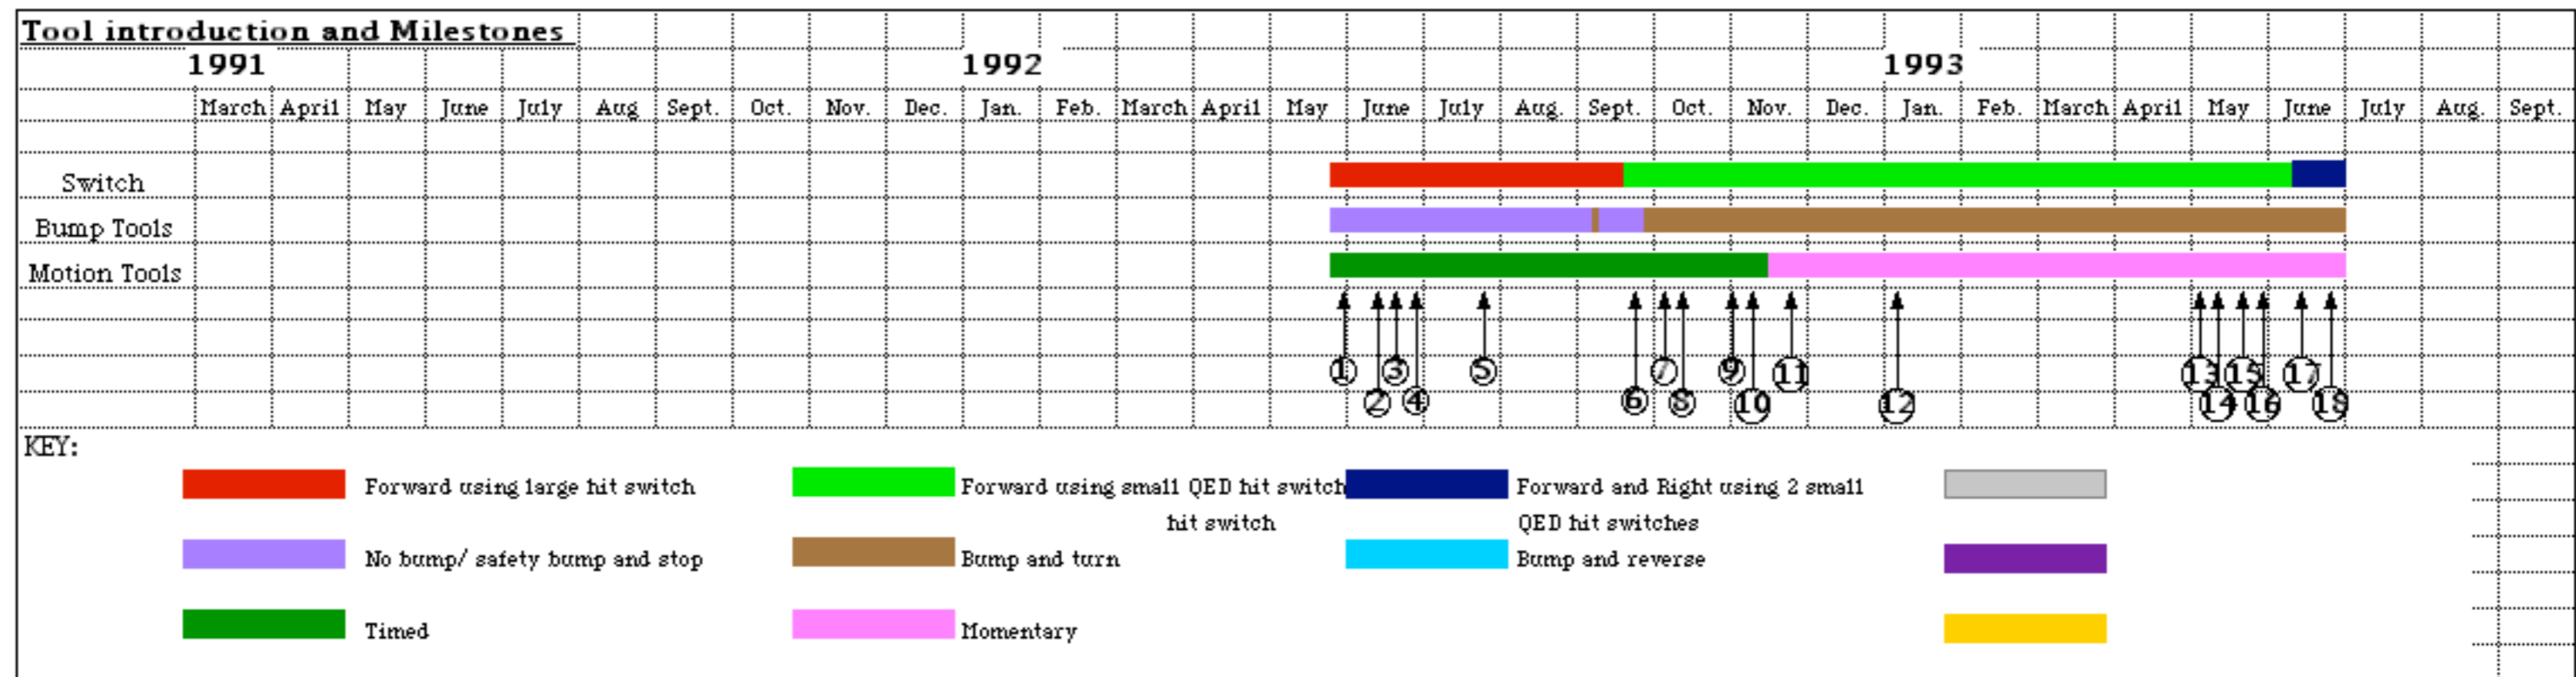 Tool introduction and Milestones
1991 1992 1993
March April May June July Aug Sept. Oct. Nov. Dec. Jan. Feb. March April May June July Aug. Sept. Oct. Nov. Dec. Jan. Feb. March April May June July Aug. Sept.
Switch
Bump Tools
Motion Tools
1 3 5 7 9 11 13 15 17
2 4 6 8 10 12 14 16 18
KEY:
Forward using large hit switch Forward using small QED hit switch Forward and Right using 2 small
hit switch QED hit switches
No bump/ safety bump and stop Bump and turn Bump and reverse
Timed Momentary